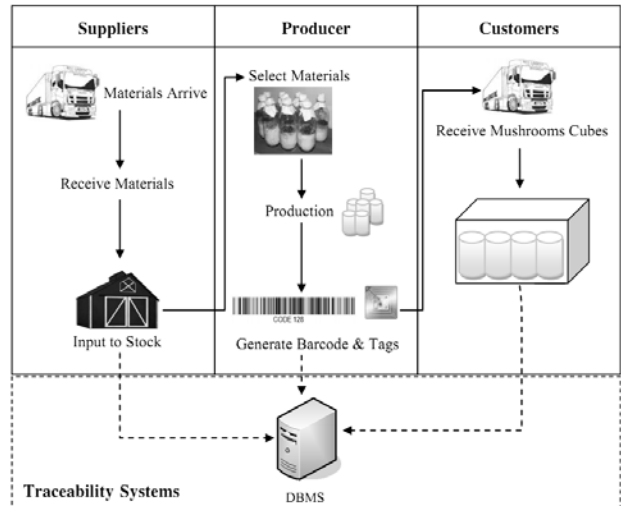 Suppliers
Producer
Customers
Materials Arrive
Receive Materials
Input to Stock
Select Materials
Production
CODE 128
Generate Barcode & Tags
Receive Mushrooms Cubes
DBMS
Traceability Systems